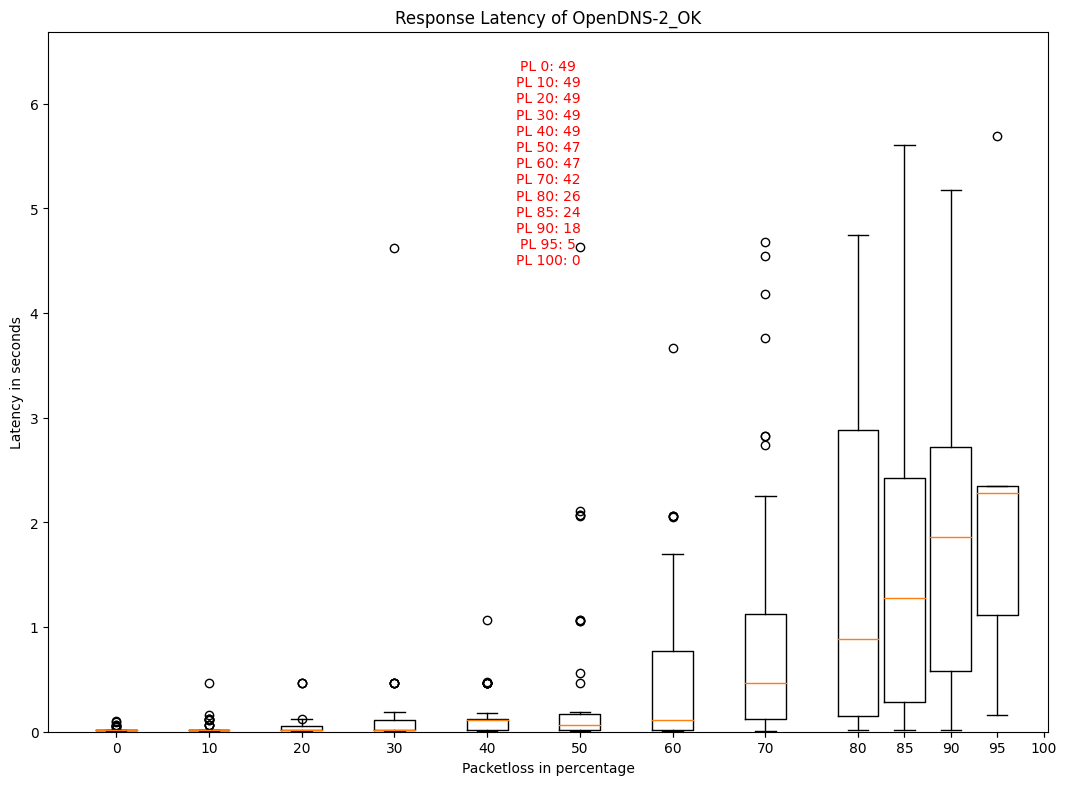 Response Latency of OpenDNS-2_OK
PL 0: 49
PL 10: 49
PL 20: 49
PL 30: 49
PL 40: 49
PL 50: 47
PL 60: 47
PL 70: 42
PL 80: 26
PL 85: 24
PL 90: 18
PL 95: 5
PL 100: 0
Latency in seconds
6
5
4
3
2
1
0
0 10 20 30 40 50 60 70 80 85 90 95 100
Packetloss in percentage